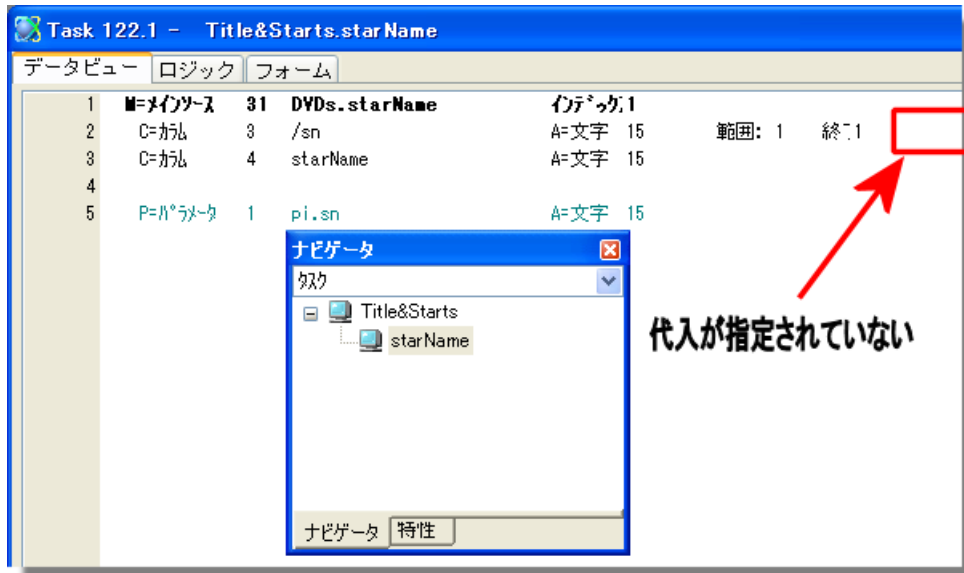 Task 122.1 - Title&Starts.starName
データビュー ロジック フォーム
1 M=メインソース 31 DVDs.starName インデックス: 1
2 C=カラム 3 /sn A=文字 15 範囲: 1 終了: 1
3 C=カラム 4 starName A=文字 15
4
5 P=パラメータ 1 pi.sn A=文字 15
ナビゲータ
タスク
Title&Starts
starName
代入が指定されていない
ナビゲータ 特性